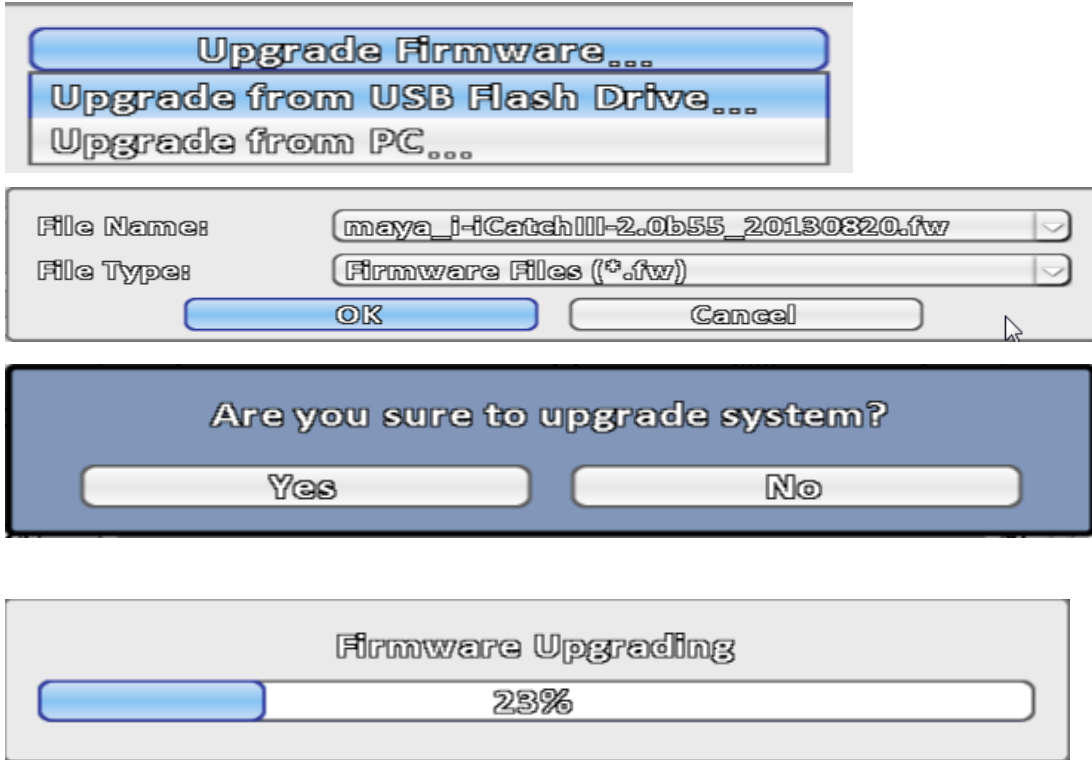 Upgrade Firmware...
Upgrade from USB Flash Drive...
Upgrade from PC...
File Name: maya_i-iCatchIII-2.0b55_20130820.fw
File Type: Firmware Files ((*.fw))
OK Cancel
Are you sure to upgrade system?
Yes No
Firmware Upgrading
23%